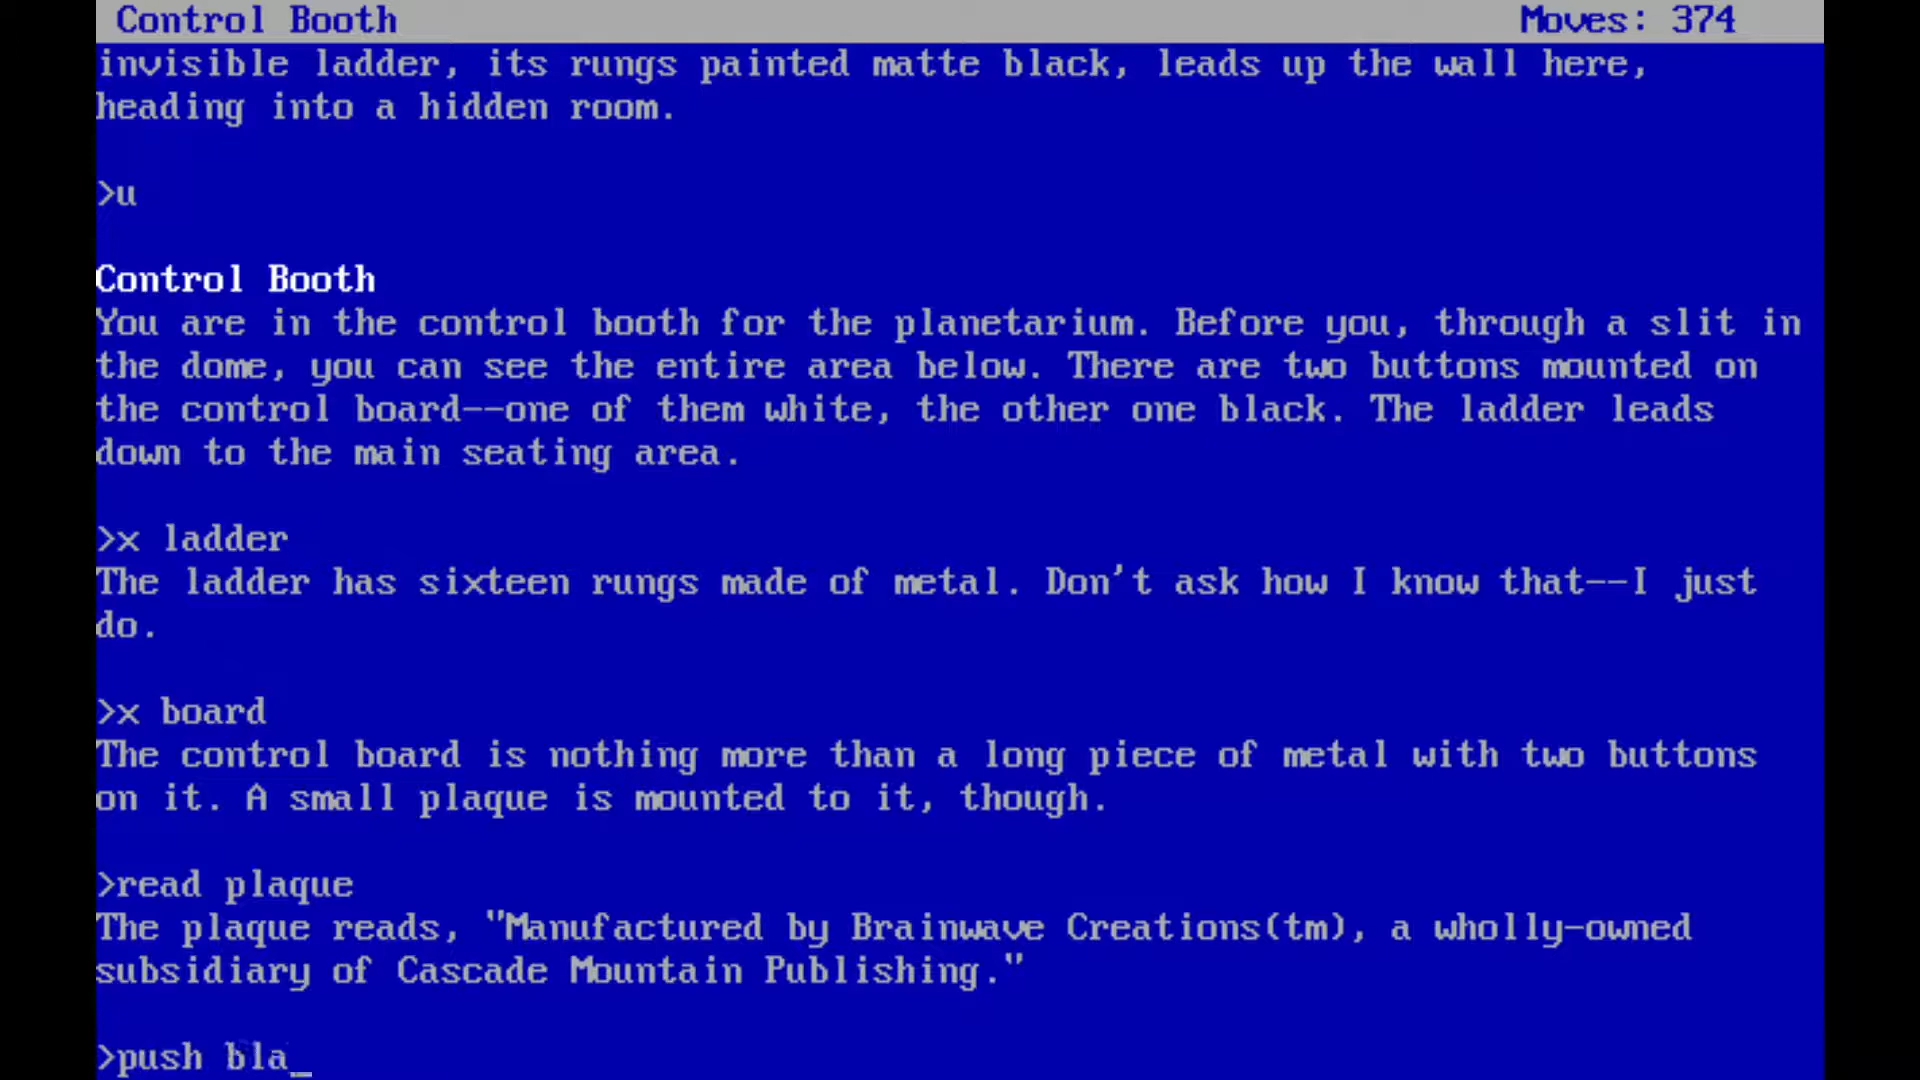 Control Booth Moves: 374
invisible ladder, its rungs painted matte black, leads up the wall here,
heading into a hidden room.
>u
Control Booth
You are in the control booth for the planetarium. Before you, through a slit in
the dome, you can see the entire area below. There are two buttons mounted on
the control board--one of them white, the other one black. The ladder leads
down to the main seating area.
>x ladder
The ladder has sixteen rungs made of metal. Don't ask how I know that--I just
do.
>x board
The control board is nothing more than a long piece of metal with two buttons
on it. A small plaque is mounted to it, though.
>read plaque
The plaque reads, "Manufactured by Brainwave Creations(tm), a wholly-owned
subsidiary of Cascade Mountain Publishing."
>push bla_